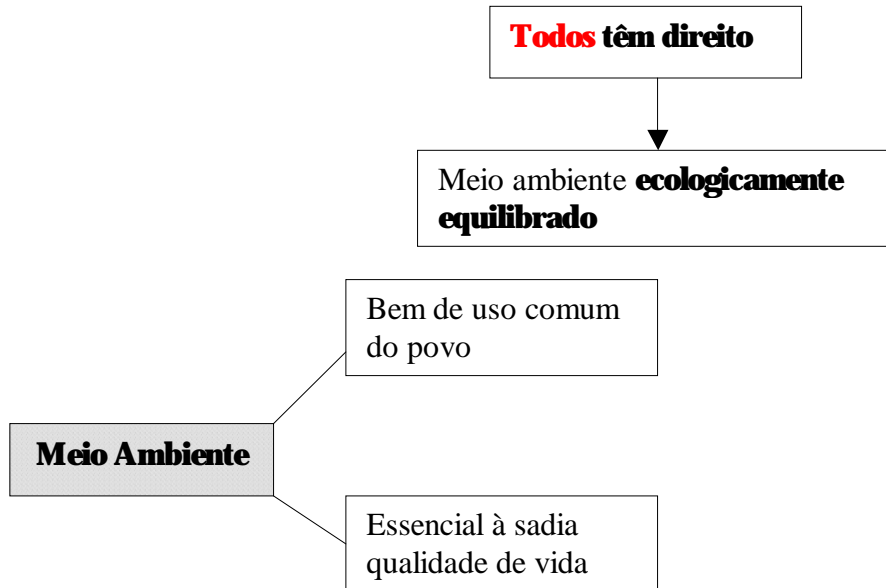 Todos têm direito
Meio ambiente ecologicamente
equilibrado
Bem de uso comum
do povo
Meio Ambiente
Essencial à sadia
qualidade de vida